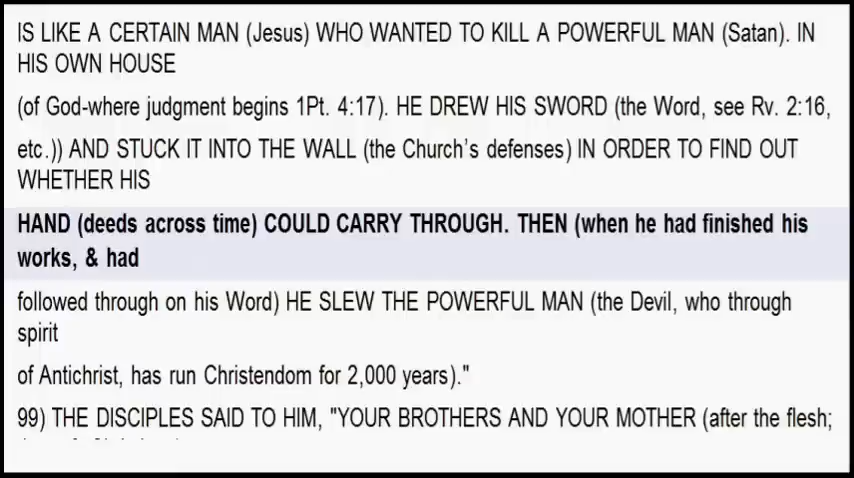 IS LIKE A CERTAIN MAN (Jesus) WHO WANTED TO KILL A POWERFUL MAN (Satan). IN
HIS OWN HOUSE
(of God-where judgment begins 1Pt. 4:17). HE DREW HIS SWORD (the Word, see Rv. 2:16,
etc.)) AND STUCK IT INTO THE WALL (the Church's defenses) IN ORDER TO FIND OUT
WHETHER HIS
HAND (deeds across time) COULD CARRY THROUGH. THEN (when he had finished his
works, & had
followed through on his Word) HE SLEW THE POWERFUL MAN (the Devil, who through
spirit
of Antichrist, has run Christendom for 2,000 years)."
99) THE DISCIPLES SAID TO HIM, "YOUR BROTHERS AND YOUR MOTHER (after the flesh;